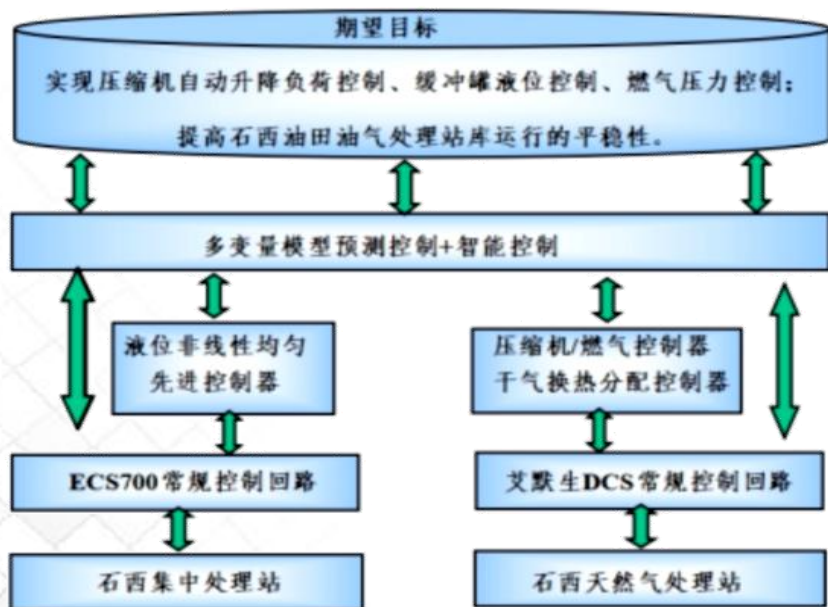 期望目标
实现压缩机自动升降负荷控制、缓冲罐液位控制、燃气压力控制；
提高石西油田油气处理站库运行的平稳性。
多变量模型预测控制+智能控制
液位非线性均匀
先进控制器
压缩机/燃气控制器
干气换热分配控制器
ECS700常规控制回路
艾默生DCS常规控制回路
石西集中处理站
石西天然气处理站